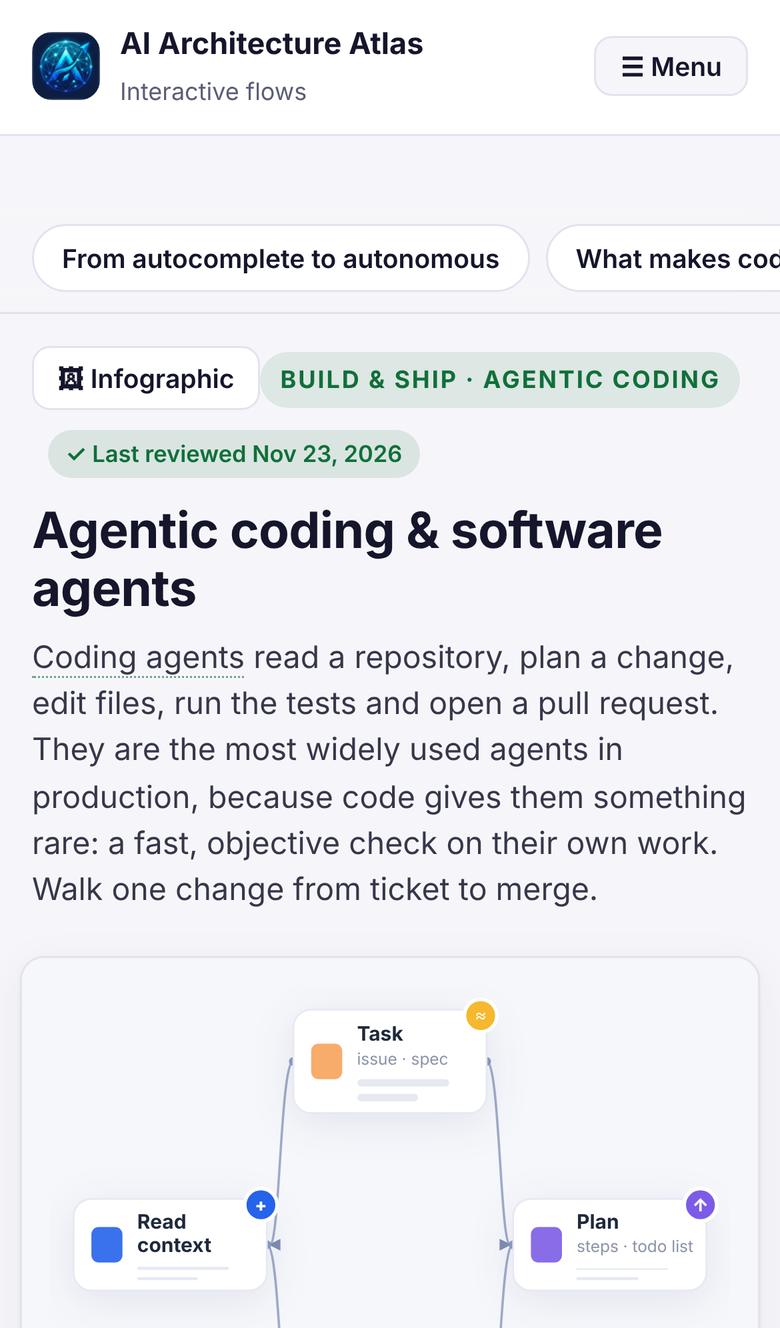 AI Architecture Atlas
Interactive flows
☰ Menu
From autocomplete to autonomous
What makes cod
🖼 Infographic
BUILD & SHIP · AGENTIC CODING
✓ Last reviewed Nov 23, 2026
Agentic coding & software
agents
Coding agents read a repository, plan a change,
edit files, run the tests and open a pull request.
They are the most widely used agents in
production, because code gives them something
rare: a fast, objective check on their own work.
Walk one change from ticket to merge.
Task
issue · spec
Read
context
Plan
steps · todo list